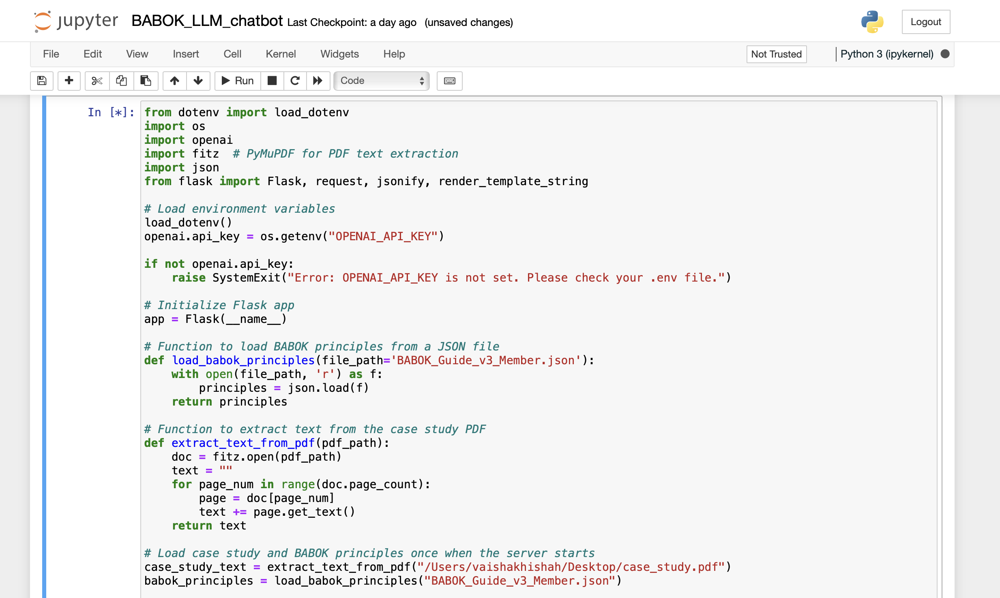 jupyter BABOK_LLM_chatbot Last Checkpoint: a day ago (unsaved changes) Logout
File Edit View Insert Cell Kernel Widgets Help Not Trusted Python 3 (ipykernel)
Run Code
In [*]: from dotenv import load_dotenv
import os
import openai
import fitz  # PyMuPDF for PDF text extraction
import json
from flask import Flask, request, jsonify, render_template_string

# Load environment variables
load_dotenv()
openai.api_key = os.getenv("OPENAI_API_KEY")

if not openai.api_key:
    raise SystemExit("Error: OPENAI_API_KEY is not set. Please check your .env file.")

# Initialize Flask app
app = Flask(__name__)

# Function to load BABOK principles from a JSON file
def load_babok_principles(file_path='BABOK_Guide_v3_Member.json'):
    with open(file_path, 'r') as f:
        principles = json.load(f)
    return principles

# Function to extract text from the case study PDF
def extract_text_from_pdf(pdf_path):
    doc = fitz.open(pdf_path)
    text = ""
    for page_num in range(doc.page_count):
        page = doc[page_num]
        text += page.get_text()
    return text

# Load case study and BABOK principles once when the server starts
case_study_text = extract_text_from_pdf("/Users/vaishakhishah/Desktop/case_study.pdf")
babok_principles = load_babok_principles("BABOK_Guide_v3_Member.json")